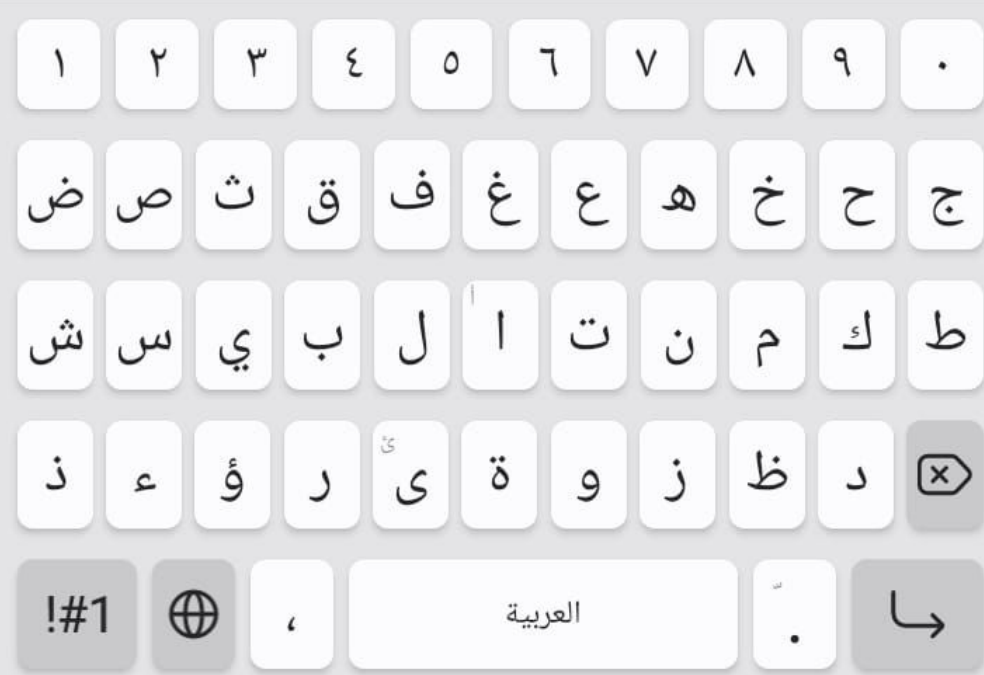 ١ ٢ ٣ ٤ ٥ ٦ ٧ ٨ ٩ ٠
ض ص ث ق ف غ ع ه خ ح ج
ش س ي ب ل ا أ ت ن م ك ط
ذ ء ؤ ر ى ئ ة و ز ظ د
!#1 ، العربية .